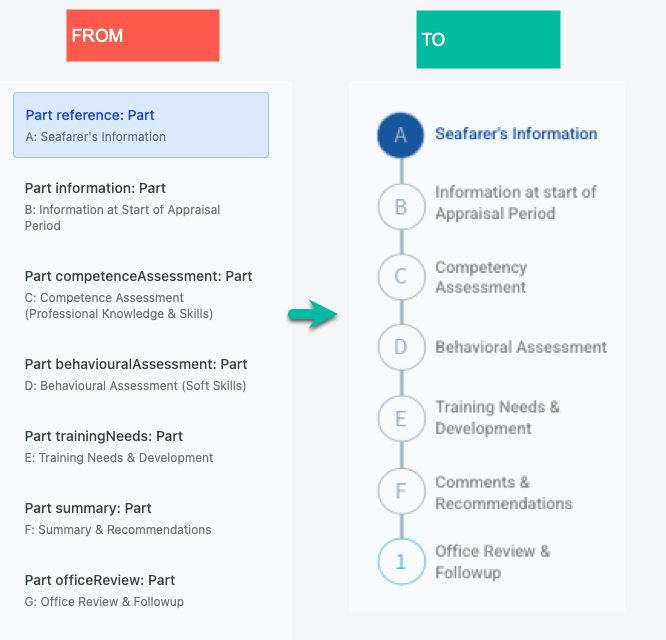 FROM
Part reference: Part
A: Seafarer's Information
Part information: Part
B: Information at Start of Appraisal
Period
Part competenceAssessment: Part
C: Competence Assessment
(Professional Knowledge & Skills)
Part behaviouralAssessment: Part
D: Behavioural Assessment (Soft Skills)
Part trainingNeeds: Part
E: Training Needs & Development
Part summary: Part
F: Summary & Recommendations
Part officeReview: Part
G: Office Review & Followup
TO
A
Seafarer's Information
B
Information at start of
Appraisal Period
C
Competency
Assessment
D
Behavioral Assessment
E
Training Needs &
Development
F
Comments &
Recommendations
1
Office Review &
Followup